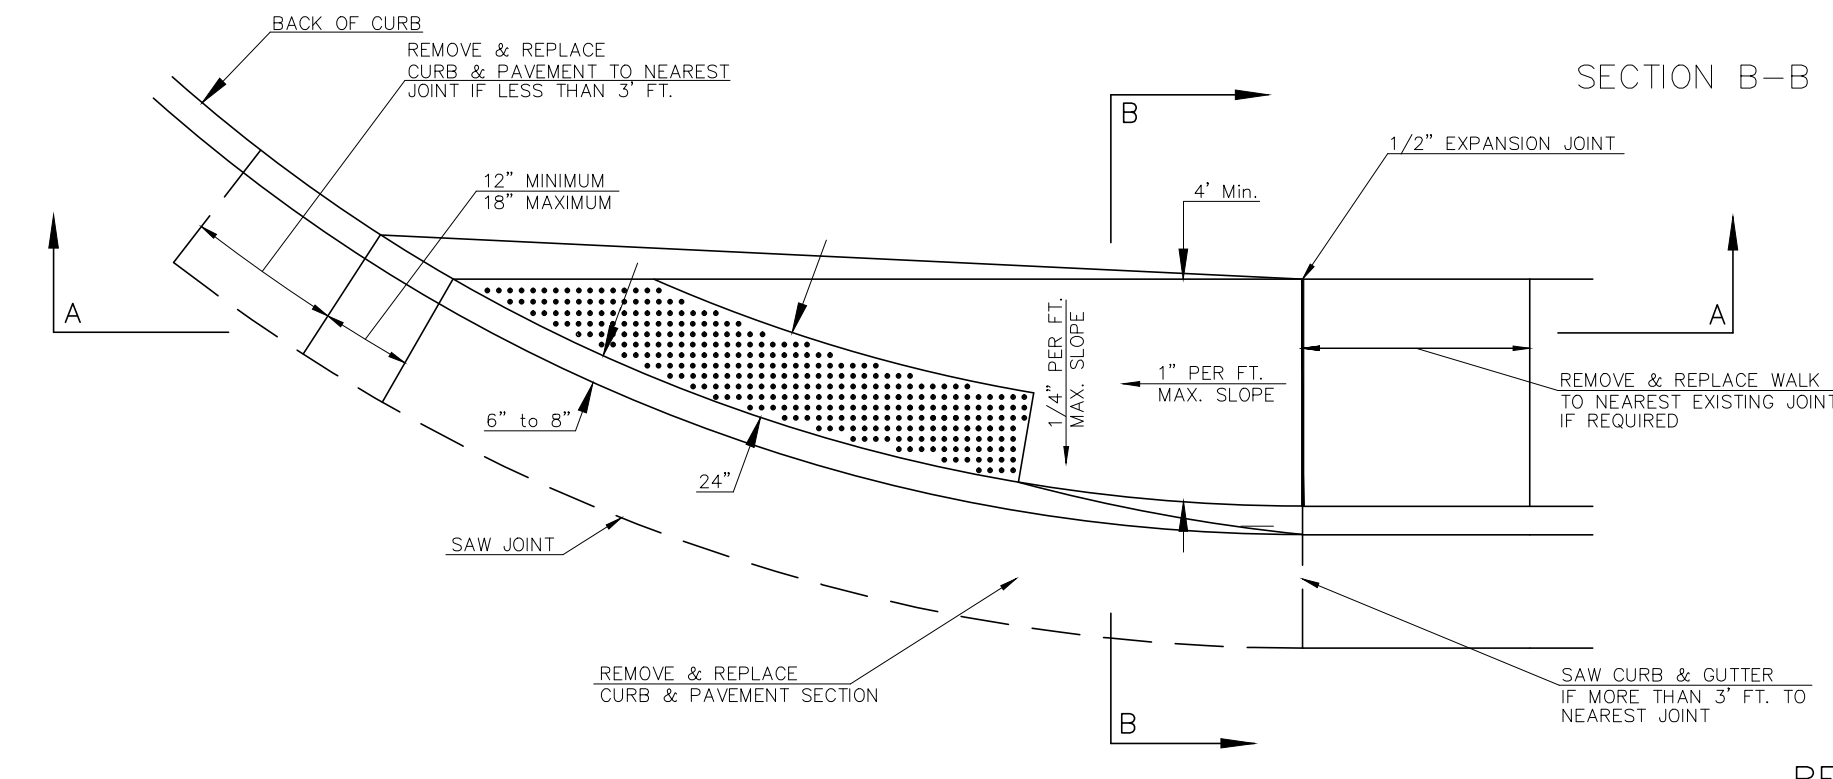 BACK OF CURB
REMOVE & REPLACE
CURB & PAVEMENT TO NEAREST
JOINT IF LESS THAN 3' FT.
SECTION B-B
B
1/2" EXPANSION JOINT
12" MINIMUM
18" MAXIMUM
4' Min.
A
A
1/4" PER FT.
MAX. SLOPE
1" PER FT.
MAX. SLOPE
REMOVE & REPLACE WALK
TO NEAREST EXISTING JOINT
IF REQUIRED
6" to 8"
24"
SAW JOINT
REMOVE & REPLACE
CURB & PAVEMENT SECTION
SAW CURB & GUTTER
IF MORE THAN 3' FT. TO
NEAREST JOINT
B